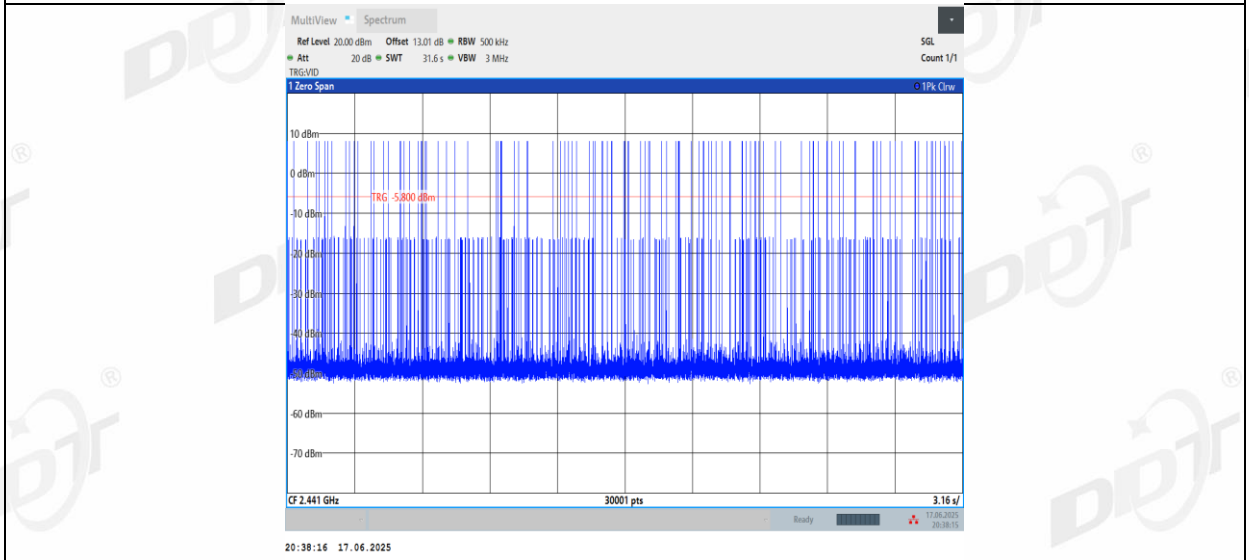 MultiView Spectrum
Ref Level 20.00 dBm Offset 13.01 dB RBW 500 kHz SGL
Att 20 dB SWT 31.6 s VBW 3 MHz Count 1/1
TRG:VID
1 Zero Span 1Pk Clrw
10 dBm
0 dBm
TRG -5.800 dBm
-10 dBm
-20 dBm
-30 dBm
-40 dBm
-50 dBm
-60 dBm
-70 dBm
CF 2.441 GHz 30001 pts 3.16 s/
Ready 17.06.2025
20:38:15
20:38:16 17.06.2025
DDT
®